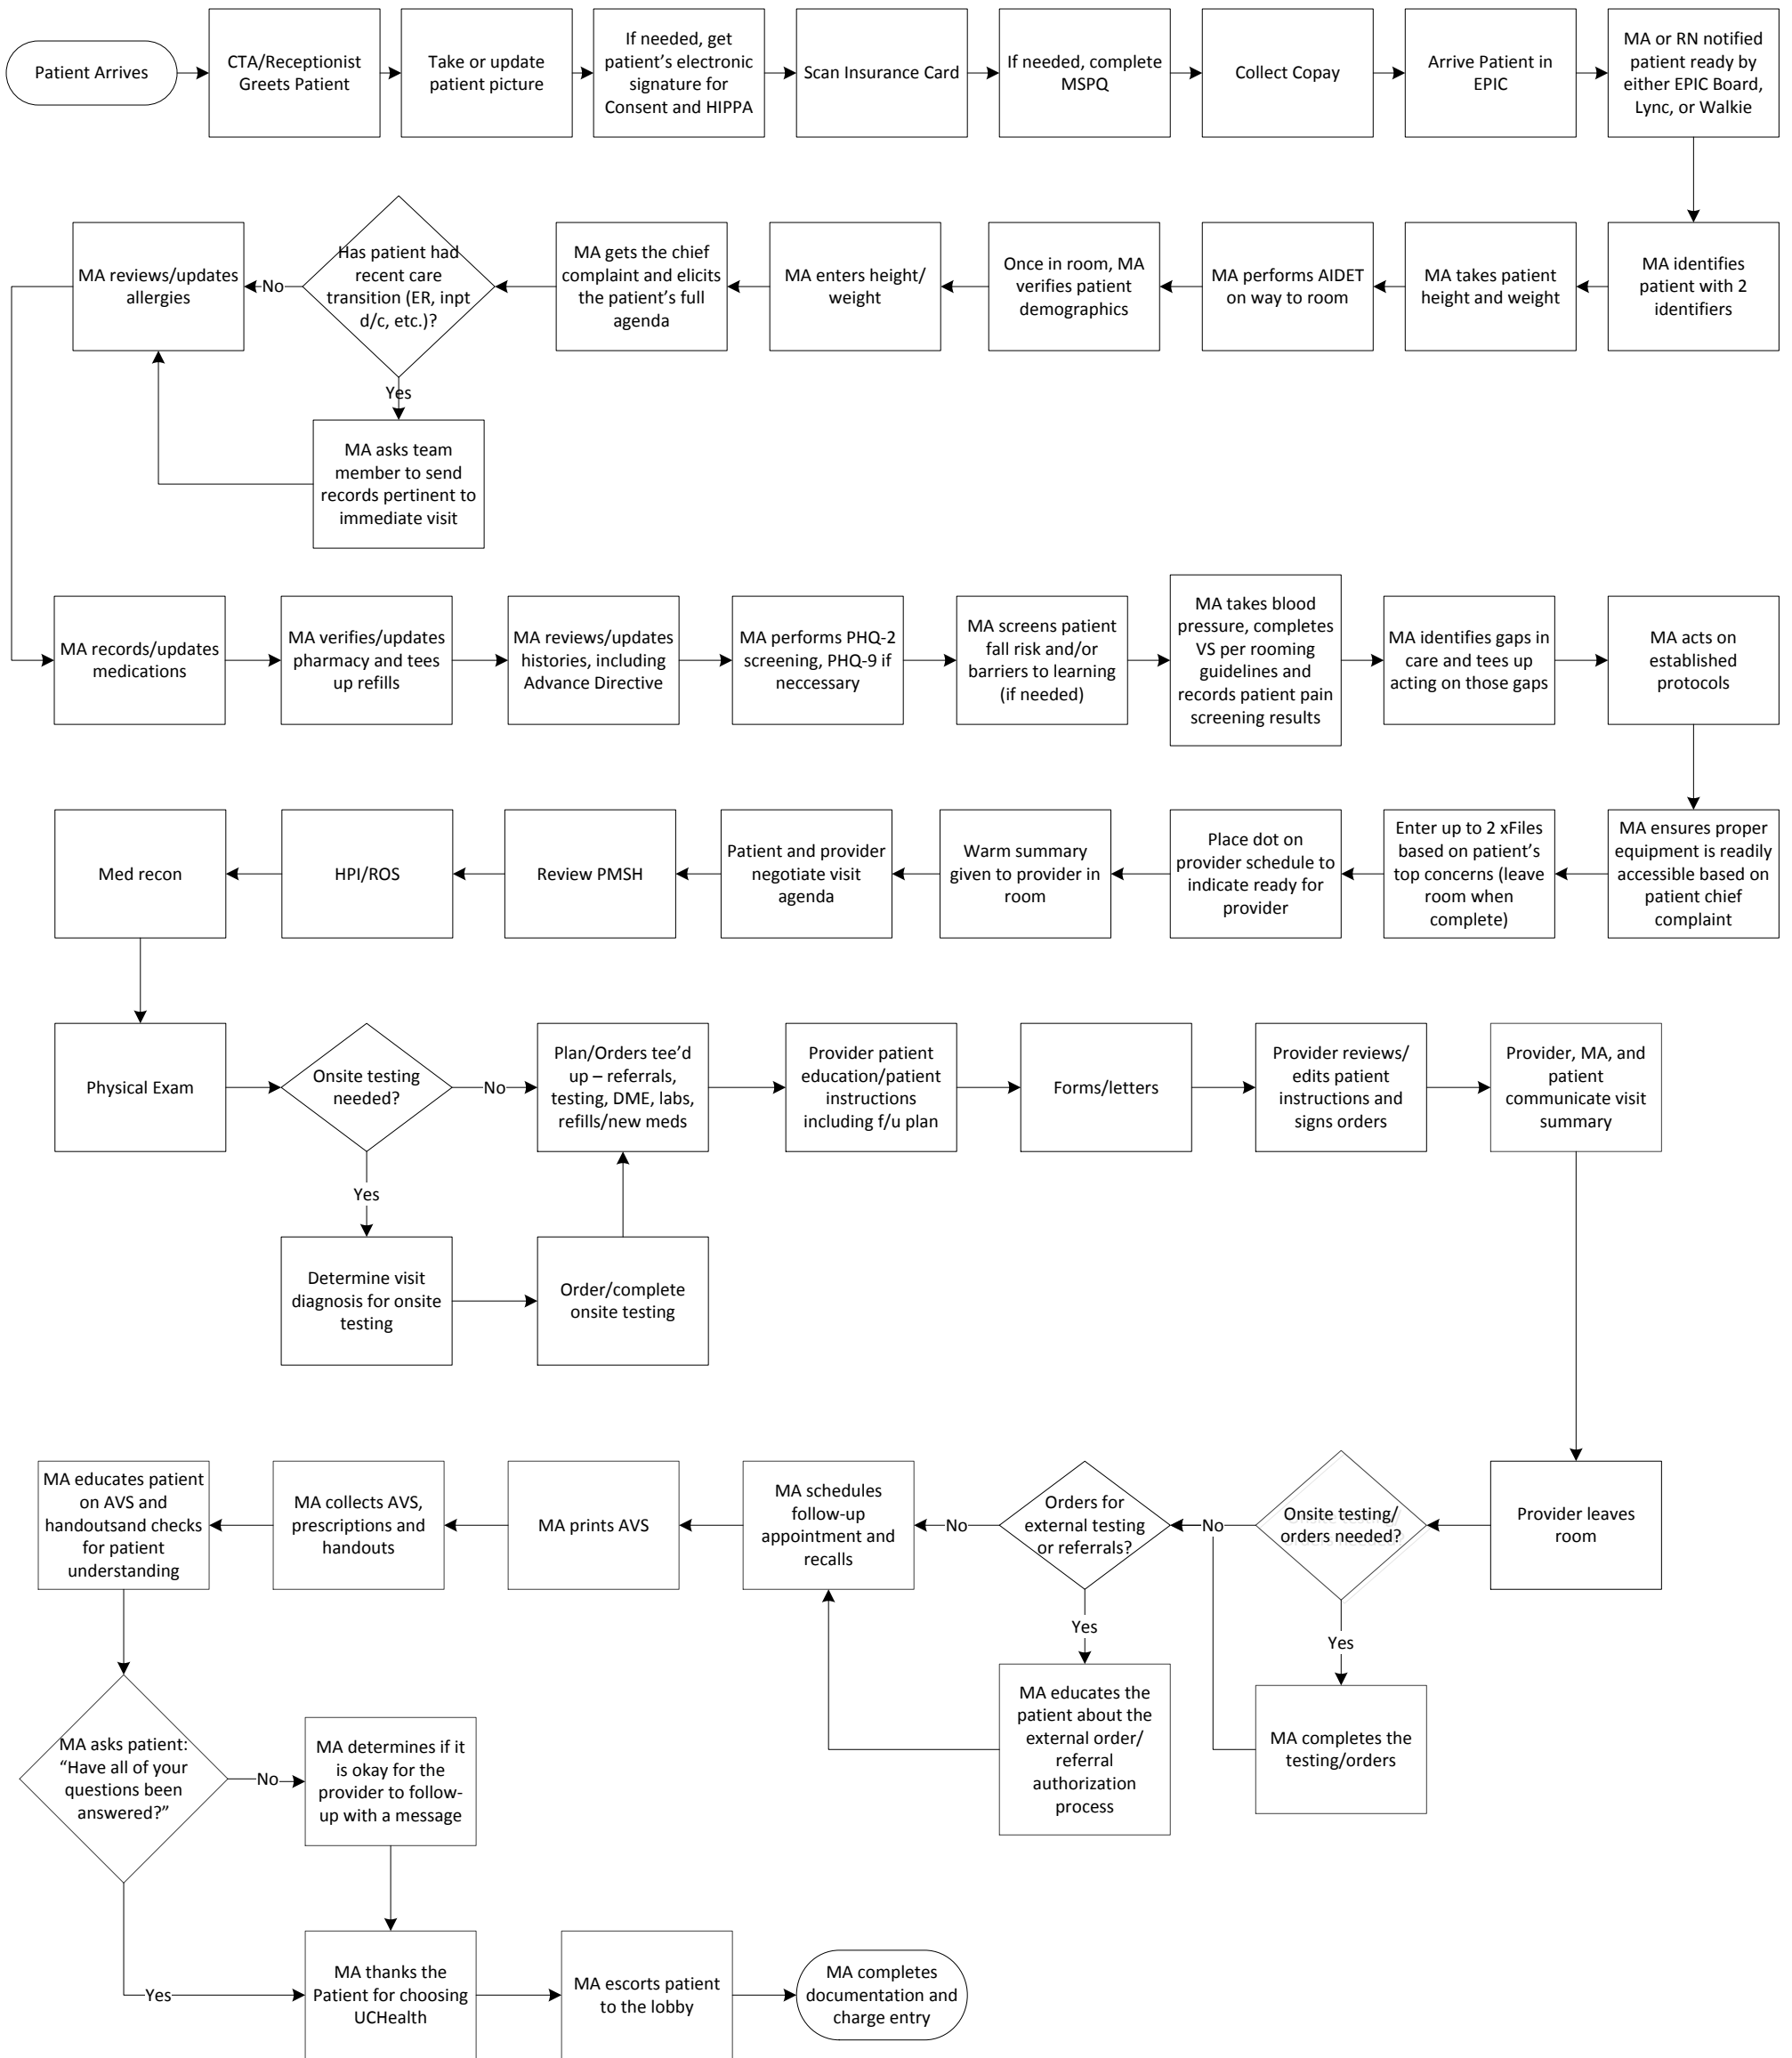 Patient Arrives
CTA/Receptionist
Greets Patient
Take or update
patient picture
If needed, get
patient’s electronic
signature for
Consent and HIPPA
Scan Insurance Card
If needed, complete
MSPQ
Collect Copay
Arrive Patient in
EPIC
MA or RN notified
patient ready by
either EPIC Board,
Lync, or Walkie
MA identifies
patient with 2
identifiers
MA takes patient
height and weight
MA performs AIDET
on way to room
Once in room, MA
verifies patient
demographics
MA enters height/
weight
MA gets the chief
complaint and elicits
the patient’s full
agenda
Has patient had
recent care
transition (ER, inpt
d/c, etc.)?
No
MA reviews/updates
allergies
Yes
MA asks team
member to send
records pertinent to
immediate visit
MA records/updates
medications
MA verifies/updates
pharmacy and tees
up refills
MA reviews/updates
histories, including
Advance Directive
MA performs PHQ-2
screening, PHQ-9 if
neccessary
MA screens patient
fall risk and/or
barriers to learning
(if needed)
MA takes blood
pressure, completes
VS per rooming
guidelines and
records patient pain
screening results
MA identifies gaps in
care and tees up
acting on those gaps
MA acts on
established
protocols
MA ensures proper
equipment is readily
accessible based on
patient chief
complaint
Enter up to 2 xFiles
based on patient’s
top concerns (leave
room when
complete)
Place dot on
provider schedule to
indicate ready for
provider
Warm summary
given to provider in
room
Patient and provider
negotiate visit
agenda
Review PMSH
HPI/ROS
Med recon
Physical Exam
Onsite testing
needed?
No
Plan/Orders tee’d
up – referrals,
testing, DME, labs,
refills/new meds
Provider patient
education/patient
instructions
including f/u plan
Forms/letters
Provider reviews/
edits patient
instructions and
signs orders
Provider, MA, and
patient
communicate visit
summary
Yes
Determine visit
diagnosis for onsite
testing
Order/complete
onsite testing
Provider leaves
room
Onsite testing/
orders needed?
No
Orders for
external testing
or referrals?
No
MA schedules
follow-up
appointment and
recalls
MA prints AVS
MA collects AVS,
prescriptions and
handouts
MA educates patient
on AVS and
handoutsand checks
for patient
understanding
Yes
MA completes the
testing/orders
Yes
MA educates the
patient about the
external order/
referral
authorization
process
MA asks patient:
“Have all of your
questions been
answered?”
No
MA determines if it
is okay for the
provider to follow-
up with a message
Yes
MA thanks the
Patient for choosing
UCHealth
MA escorts patient
to the lobby
MA completes
documentation and
charge entry